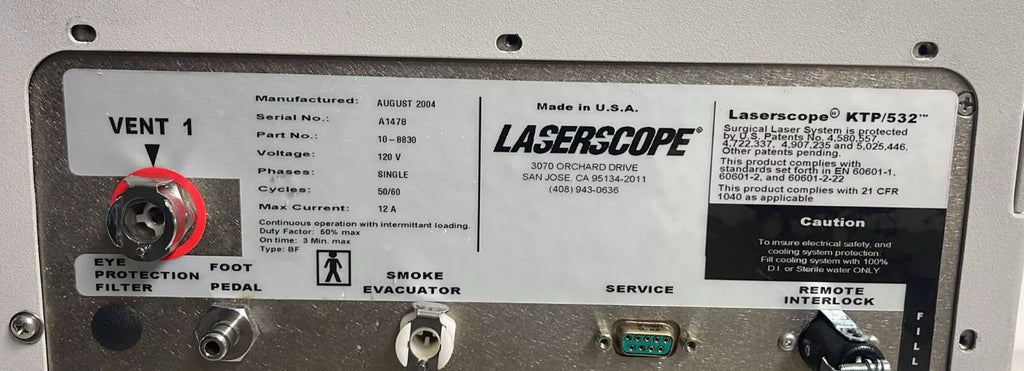 VENT 1
Manufactured: AUGUST 2004
Serial No.: A1478
Part No.: 10-8830
Voltage: 120 V
Phases: SINGLE
Cycles: 50/60
Max Current: 12 A
Continuous operation with intermittant loading.
Duty Factor: 50% max
On time: 3 Min. max
Type: BF
Made in U.S.A.
LASERSCOPE®
3070 ORCHARD DRIVE
SAN JOSE, CA 95134-2011
(408) 943-0636
Laserscope® KTP/532™
Surgical Laser System is protected
by U.S. Patents No. 4,580,557,
4,722,337, 4,907,235 and 5,025,446.
Other patents pending.
This product complies with
standards set forth in EN 60601-1,
60601-2, and 60601-2-22
This product complies with 21 CFR
1040 as applicable
Caution
To insure electrical safety, and
cooling system protection:
Fill cooling system with 100%
D.I. or Sterile water ONLY
EYE
PROTECTION
FILTER
FOOT
PEDAL
SMOKE
EVACUATOR
SERVICE
REMOTE
INTERLOCK
FILL